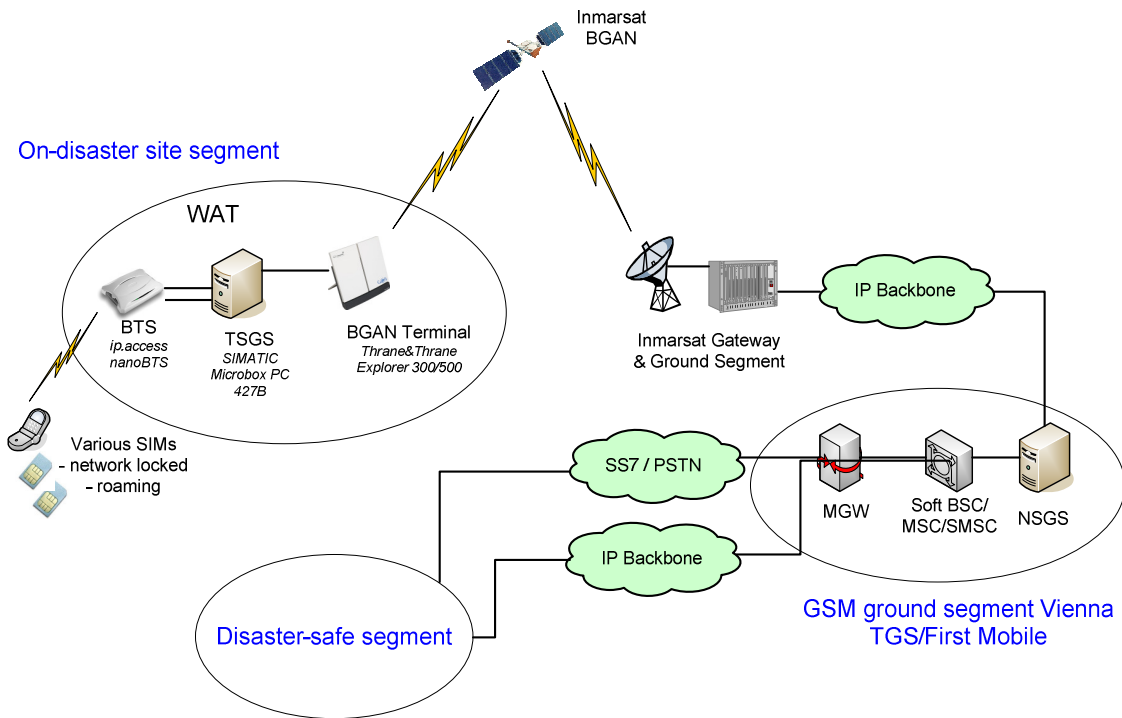 Inmarsat
BGAN
On-disaster site segment
WAT
BTS
ip.access
nanoBTS
TSGS
SIMATIC
Microbox PC
427B
BGAN Terminal
Thrane&Thrane
Explorer 300/500
Inmarsat Gateway
& Ground Segment
IP Backbone
Various SIMs
- network locked
- roaming
SS7 / PSTN
IP Backbone
MGW
Soft BSC/
MSC/SMSC
NSGS
Disaster-safe segment
GSM ground segment Vienna
TGS/First Mobile